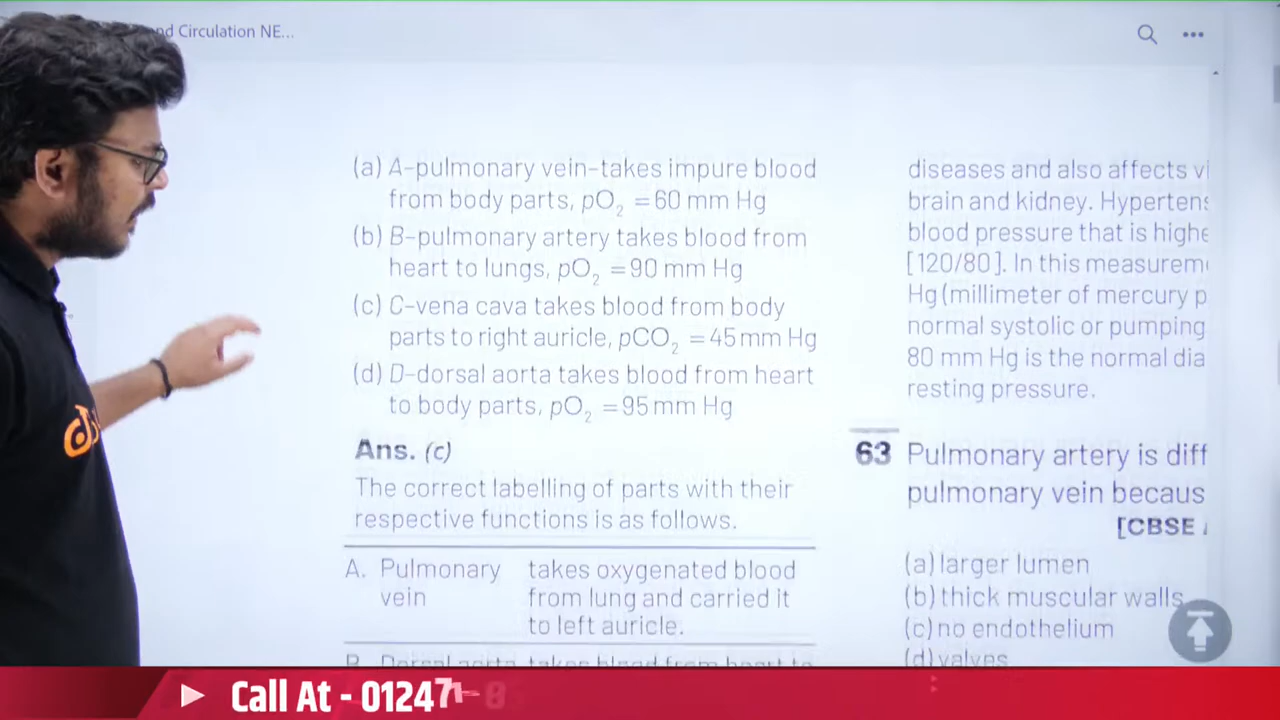 nd Circulation NE...
(a) A-pulmonary vein-takes impure blood
from body parts, pO₂ = 60 mm Hg
(b) B-pulmonary artery takes blood from
heart to lungs, pO₂ = 90 mm Hg
(c) C-vena cava takes blood from body
parts to right auricle, pCO₂ = 45 mm Hg
(d) D-dorsal aorta takes blood from heart
to body parts, pO₂ = 95 mm Hg
Ans. (c)
The correct labelling of parts with their
respective functions is as follows.
A. Pulmonary vein takes oxygenated blood
from lung and carried it
to left auricle.
B. Dorsal aorta takes blood from heart to
diseases and also affects vi
brain and kidney. Hypertens
blood pressure that is highe
[120/80]. In this measurem
Hg (millimeter of mercury p
normal systolic or pumping
80 mm Hg is the normal dia
resting pressure.
63 Pulmonary artery is diff
pulmonary vein becaus
[CBSE
(a) larger lumen
(b) thick muscular walls
(c) no endothelium
(d) valves
Call At - 01247